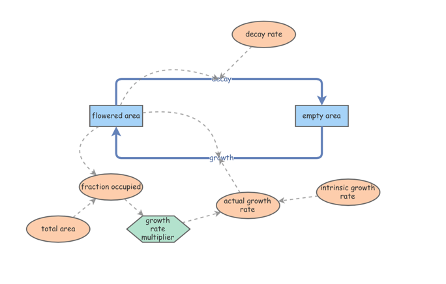 decay rate
decay
flowered area
empty area
growth
fraction occupied
intrinsic growth
rate
actual growth
rate
total area
growth
rate
multiplier